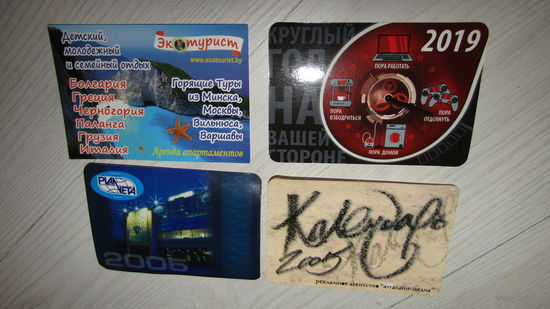 Экотурист
www.ecotourist.by
Детский,
молодежный
и семейный отдых
Болгария
Греция
Черногория
Паланга
Грузия
Италия
Горящие Туры
из Минска,
Москвы,
Вильнюса,
Варшавы
Аренда апартаментов
КРУГЛЫЙ
ГОД
НА
ВАШЕЙ
СТОРОНЕ
2019
ПОРА РАБОТАТЬ
ПОРА
ВЗБОДРИТЬСЯ
ПОРА
ОТДОХНУТЬ
ПОРА ДОМОЙ
PLANETA
2005
Календарь
2005
рекламное агентство